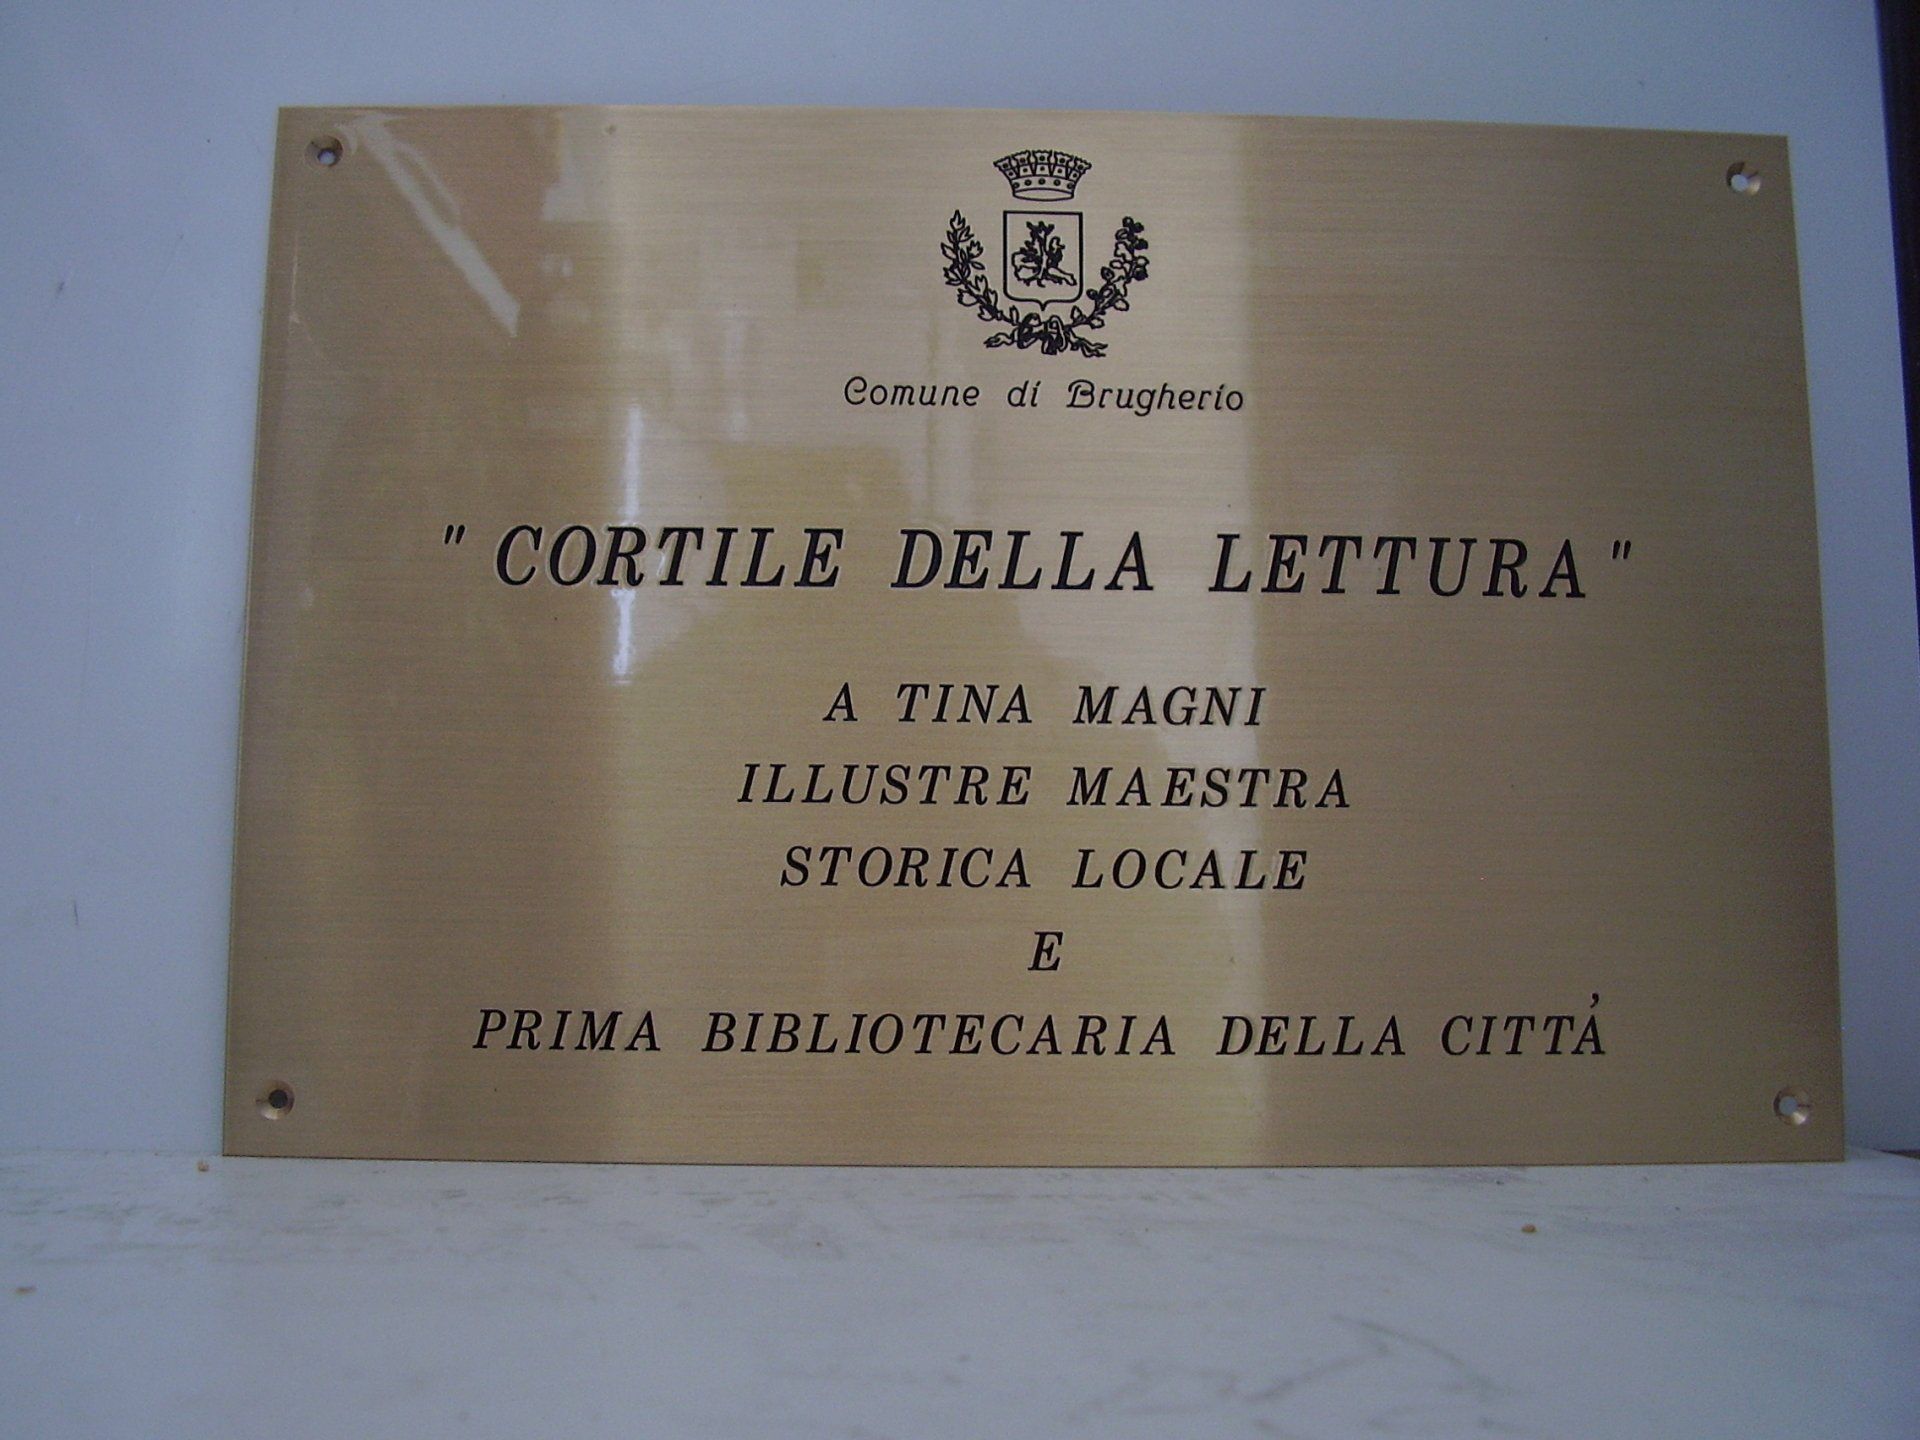 Comune di Brugherio
"CORTILE DELLA LETTURA"
A TINA MAGNI
ILLUSTRE MAESTRA
STORICA LOCALE
E
PRIMA BIBLIOTECARIA DELLA CITTÀ